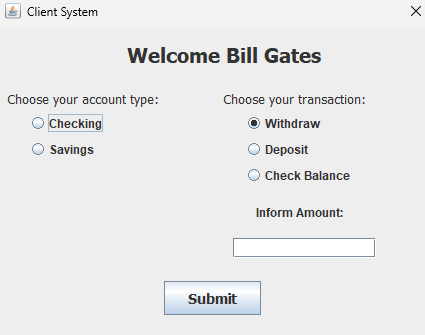 Client System
Welcome Bill Gates
Choose your account type:
Checking
Savings
Choose your transaction:
Withdraw
Deposit
Check Balance
Inform Amount:
Submit